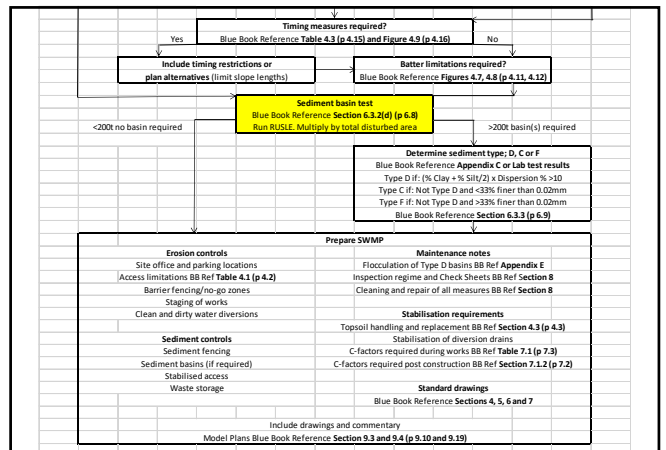 Timing measures required?
Yes
Blue Book Reference Table 4.3 (p 4.15) and Figure 4.9 (p 4.16)
No
Include timing restrictions or
plan alternatives (limit slope lengths)
Batter limitations required?
Blue Book Reference Figures 4.7, 4.8 (p 4.11, 4.12)
Sediment basin test
Blue Book Reference Section 6.3.2(d) (p 6.8)
Run RUSLE. Multiply by total disturbed area
<200t no basin required
>200t basin(s) required
Determine sediment type; D, C or F
Blue Book Reference Appendix C or Lab test results
Type D if: (% Clay + % Silt/2) x Dispersion % >10
Type C if: Not Type D and <33% finer than 0.02mm
Type F if: Not Type D and >33% finer than 0.02mm
Blue Book Reference Section 6.3.3 (p 6.9)
Prepare SWMP
Erosion controls
Site office and parking locations
Access limitations BB Ref Table 4.1 (p 4.2)
Barrier fencing/no-go zones
Staging of works
Clean and dirty water diversions
Sediment controls
Sediment fencing
Sediment basins (if required)
Stabilised access
Waste storage
Maintenance notes
Flocculation of Type D basins BB Ref Appendix E
Inspection regime and Check Sheets BB Ref Section 8
Cleaning and repair of all measures BB Ref Section 8
Stabilisation requirements
Topsoil handling and replacement BB Ref Section 4.3 (p 4.3)
Stabilisation of diversion drains
C-factors required during works BB Ref Table 7.1 (p 7.3)
C-factors required post construction BB Ref Section 7.1.2 (p 7.2)
Standard drawings
Blue Book Reference Sections 4, 5, 6 and 7
Include drawings and commentary
Model Plans Blue Book Reference Section 9.3 and 9.4 (p 9.10 and 9.19)